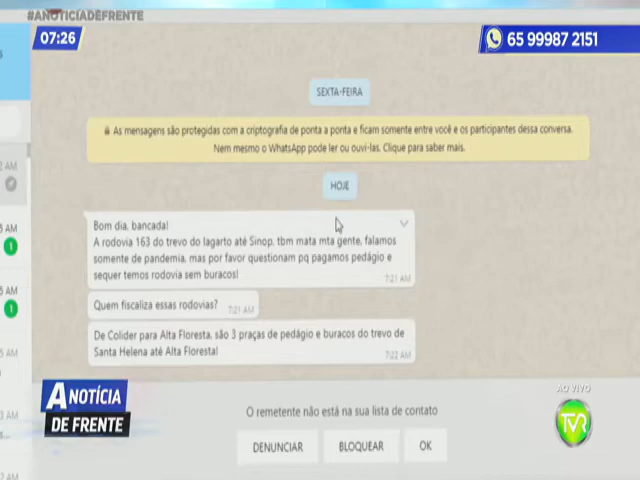 #ANOTICIADEFRENTE
07:26
65 99987 2151
SEXTA-FEIRA
As mensagens são protegidas com a criptografia de ponta a ponta e ficam somente entre você e os participantes dessa conversa.
Nem mesmo o WhatsApp pode ler ou ouvi-las. Clique para saber mais.
HOJE
Bom dia, bancada!
A rodovia 163 do trevo do lagarto até Sinop, tbm mata mta gente, falamos
somente de pandemia, mas por favor questionam pq pagamos pedágio e
sequer temos rodovia sem buracos!
7:21 AM
Quem fiscaliza essas rodovias?
7:21 AM
De Colider para Alta Floresta, são 3 praças de pedágio e buracos do trevo de
Santa Helena até Alta Floresta!
7:22 AM
O remetente não está na sua lista de contato
DENUNCIAR
BLOQUEAR
OK
A NOTÍCIA
DE FRENTE
AO VIVO
TVR